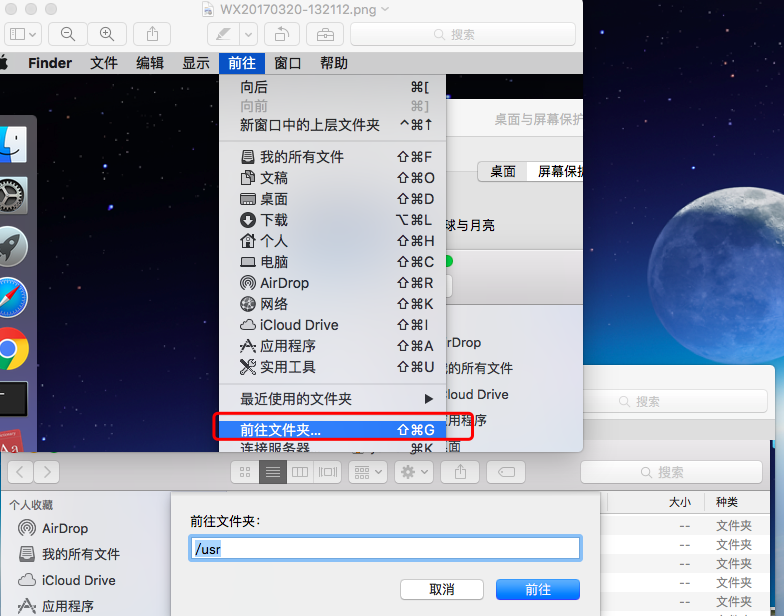 WX20170320-132112.png
搜索
Finder 文件 编辑 显示 前往 窗口 帮助
向后 ⌘[
向前 ⌘]
新窗口中的上层文件夹 ^⌘↑
桌面与屏幕保护
我的所有文件 ⇧⌘F
文稿 ⇧⌘O
桌面 屏幕保护
桌面 ⇧⌘D
下载 ⌥⌘L
球与月亮
个人 ⇧⌘H
电脑 ⇧⌘C
AirDrop ⇧⌘R
网络 ⇧⌘K
iCloud Drive ⇧⌘I
应用程序 ⇧⌘A
rDrop
实用工具 ⇧⌘U
的所有文件
最近使用的文件夹 ▶
loud Drive
搜索
用程序
前往文件夹... ⇧⌘G
连接服务器 ⌘K
面
搜索
个人收藏
大小 种类
AirDrop
前往文件夹：
-- 文件夹
我的所有文件
/usr
-- 文件夹
-- 文件夹
iCloud Drive
-- 文件夹
取消 前往
应用程序
-- 文件夹